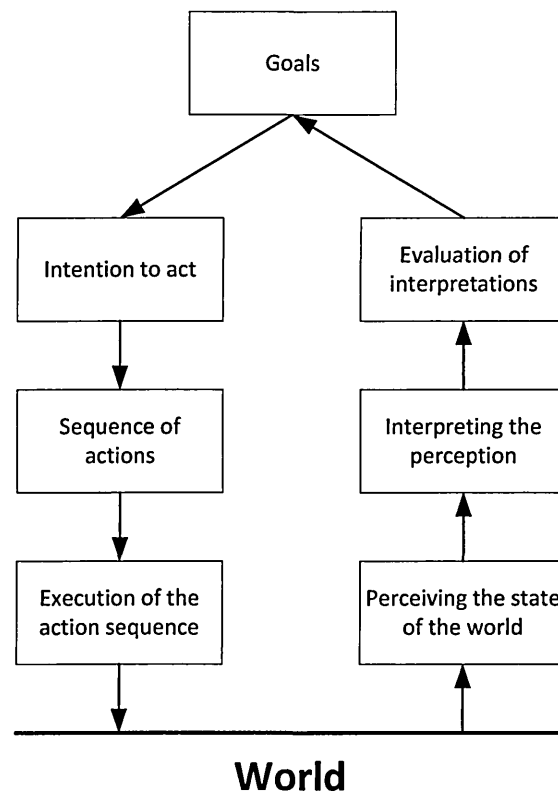 Goals
Intention to act
Evaluation of
interpretations
Sequence of
actions
Interpreting the
perception
Execution of the
action sequence
Perceiving the state
of the world
World